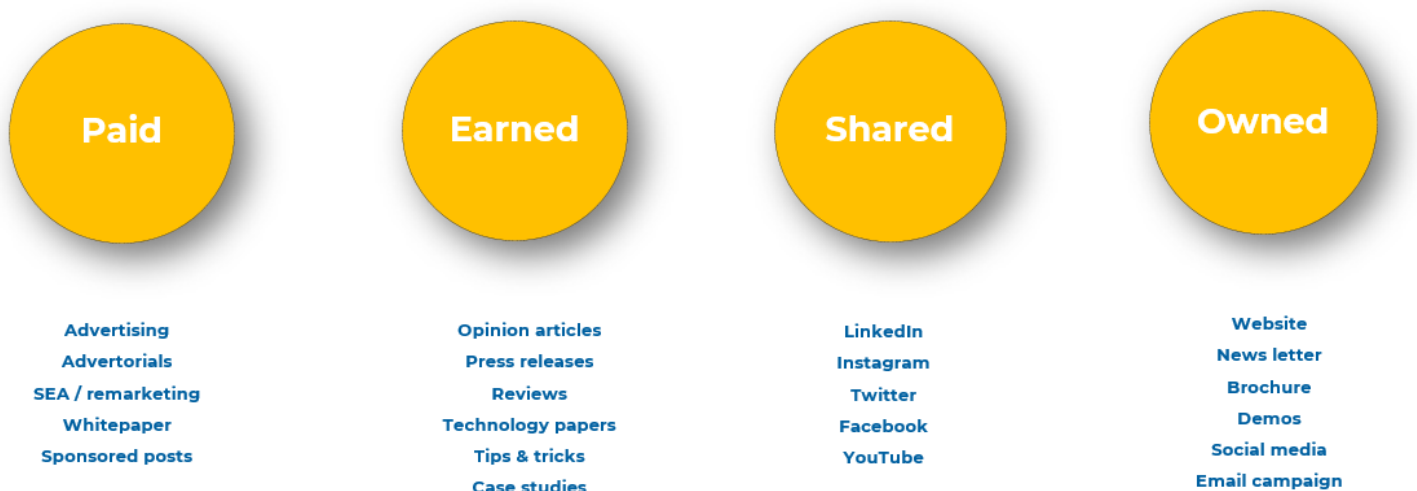 Paid
Advertising
Advertorials
SEA / remarketing
Whitepaper
Sponsored posts
Earned
Opinion articles
Press releases
Reviews
Technology papers
Tips & tricks
Case studies
Shared
LinkedIn
Instagram
Twitter
Facebook
YouTube
Owned
Website
News letter
Brochure
Demos
Social media
Email campaign